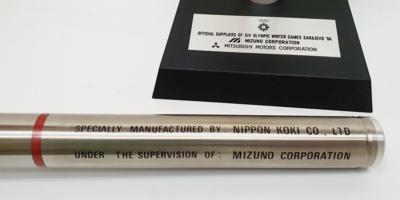 OFFICIAL SUPPLIERS OF XIV OLYMPIC WINTER GAMES SARAJEVO '84
MIZUNO CORPORATION
MITSUBISHI MOTORS CORPORATION
SPECIALLY MANUFACTURED BY: NIPPON KOKI CO., LTD
UNDER THE SUPERVISION OF: MIZUNO CORPORATION